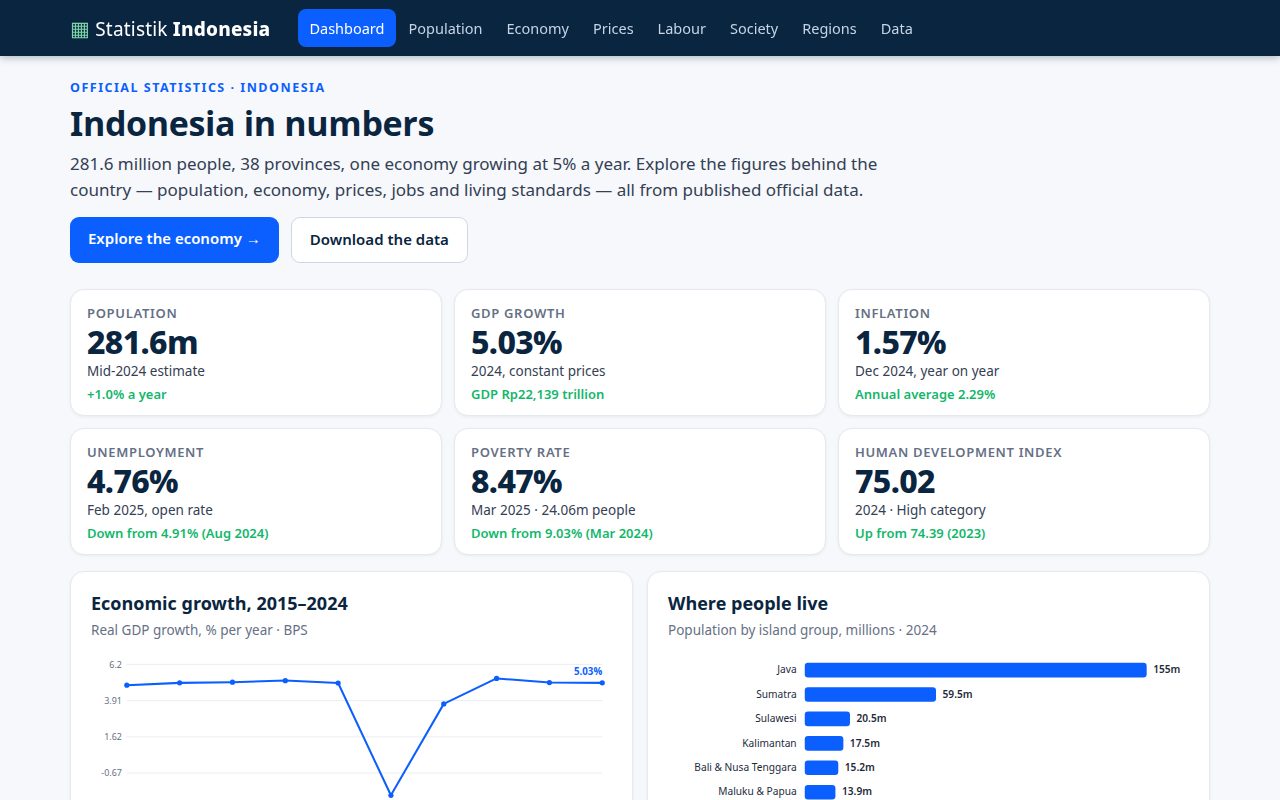 Statistik Indonesia
Dashboard Population Economy Prices Labour Society Regions Data
OFFICIAL STATISTICS · INDONESIA
Indonesia in numbers
281.6 million people, 38 provinces, one economy growing at 5% a year. Explore the figures behind the
country — population, economy, prices, jobs and living standards — all from published official data.
Explore the economy →
Download the data
POPULATION
281.6m
Mid-2024 estimate
+1.0% a year
GDP GROWTH
5.03%
2024, constant prices
GDP Rp22,139 trillion
INFLATION
1.57%
Dec 2024, year on year
Annual average 2.29%
UNEMPLOYMENT
4.76%
Feb 2025, open rate
Down from 4.91% (Aug 2024)
POVERTY RATE
8.47%
Mar 2025 · 24.06m people
Down from 9.03% (Mar 2024)
HUMAN DEVELOPMENT INDEX
75.02
2024 · High category
Up from 74.39 (2023)
Economic growth, 2015–2024
Real GDP growth, % per year · BPS
6.2
5.03%
3.91
1.62
-0.67
Where people live
Population by island group, millions · 2024
Java 155m
Sumatra 59.5m
Sulawesi 20.5m
Kalimantan 17.5m
Bali & Nusa Tenggara 15.2m
Maluku & Papua 13.9m